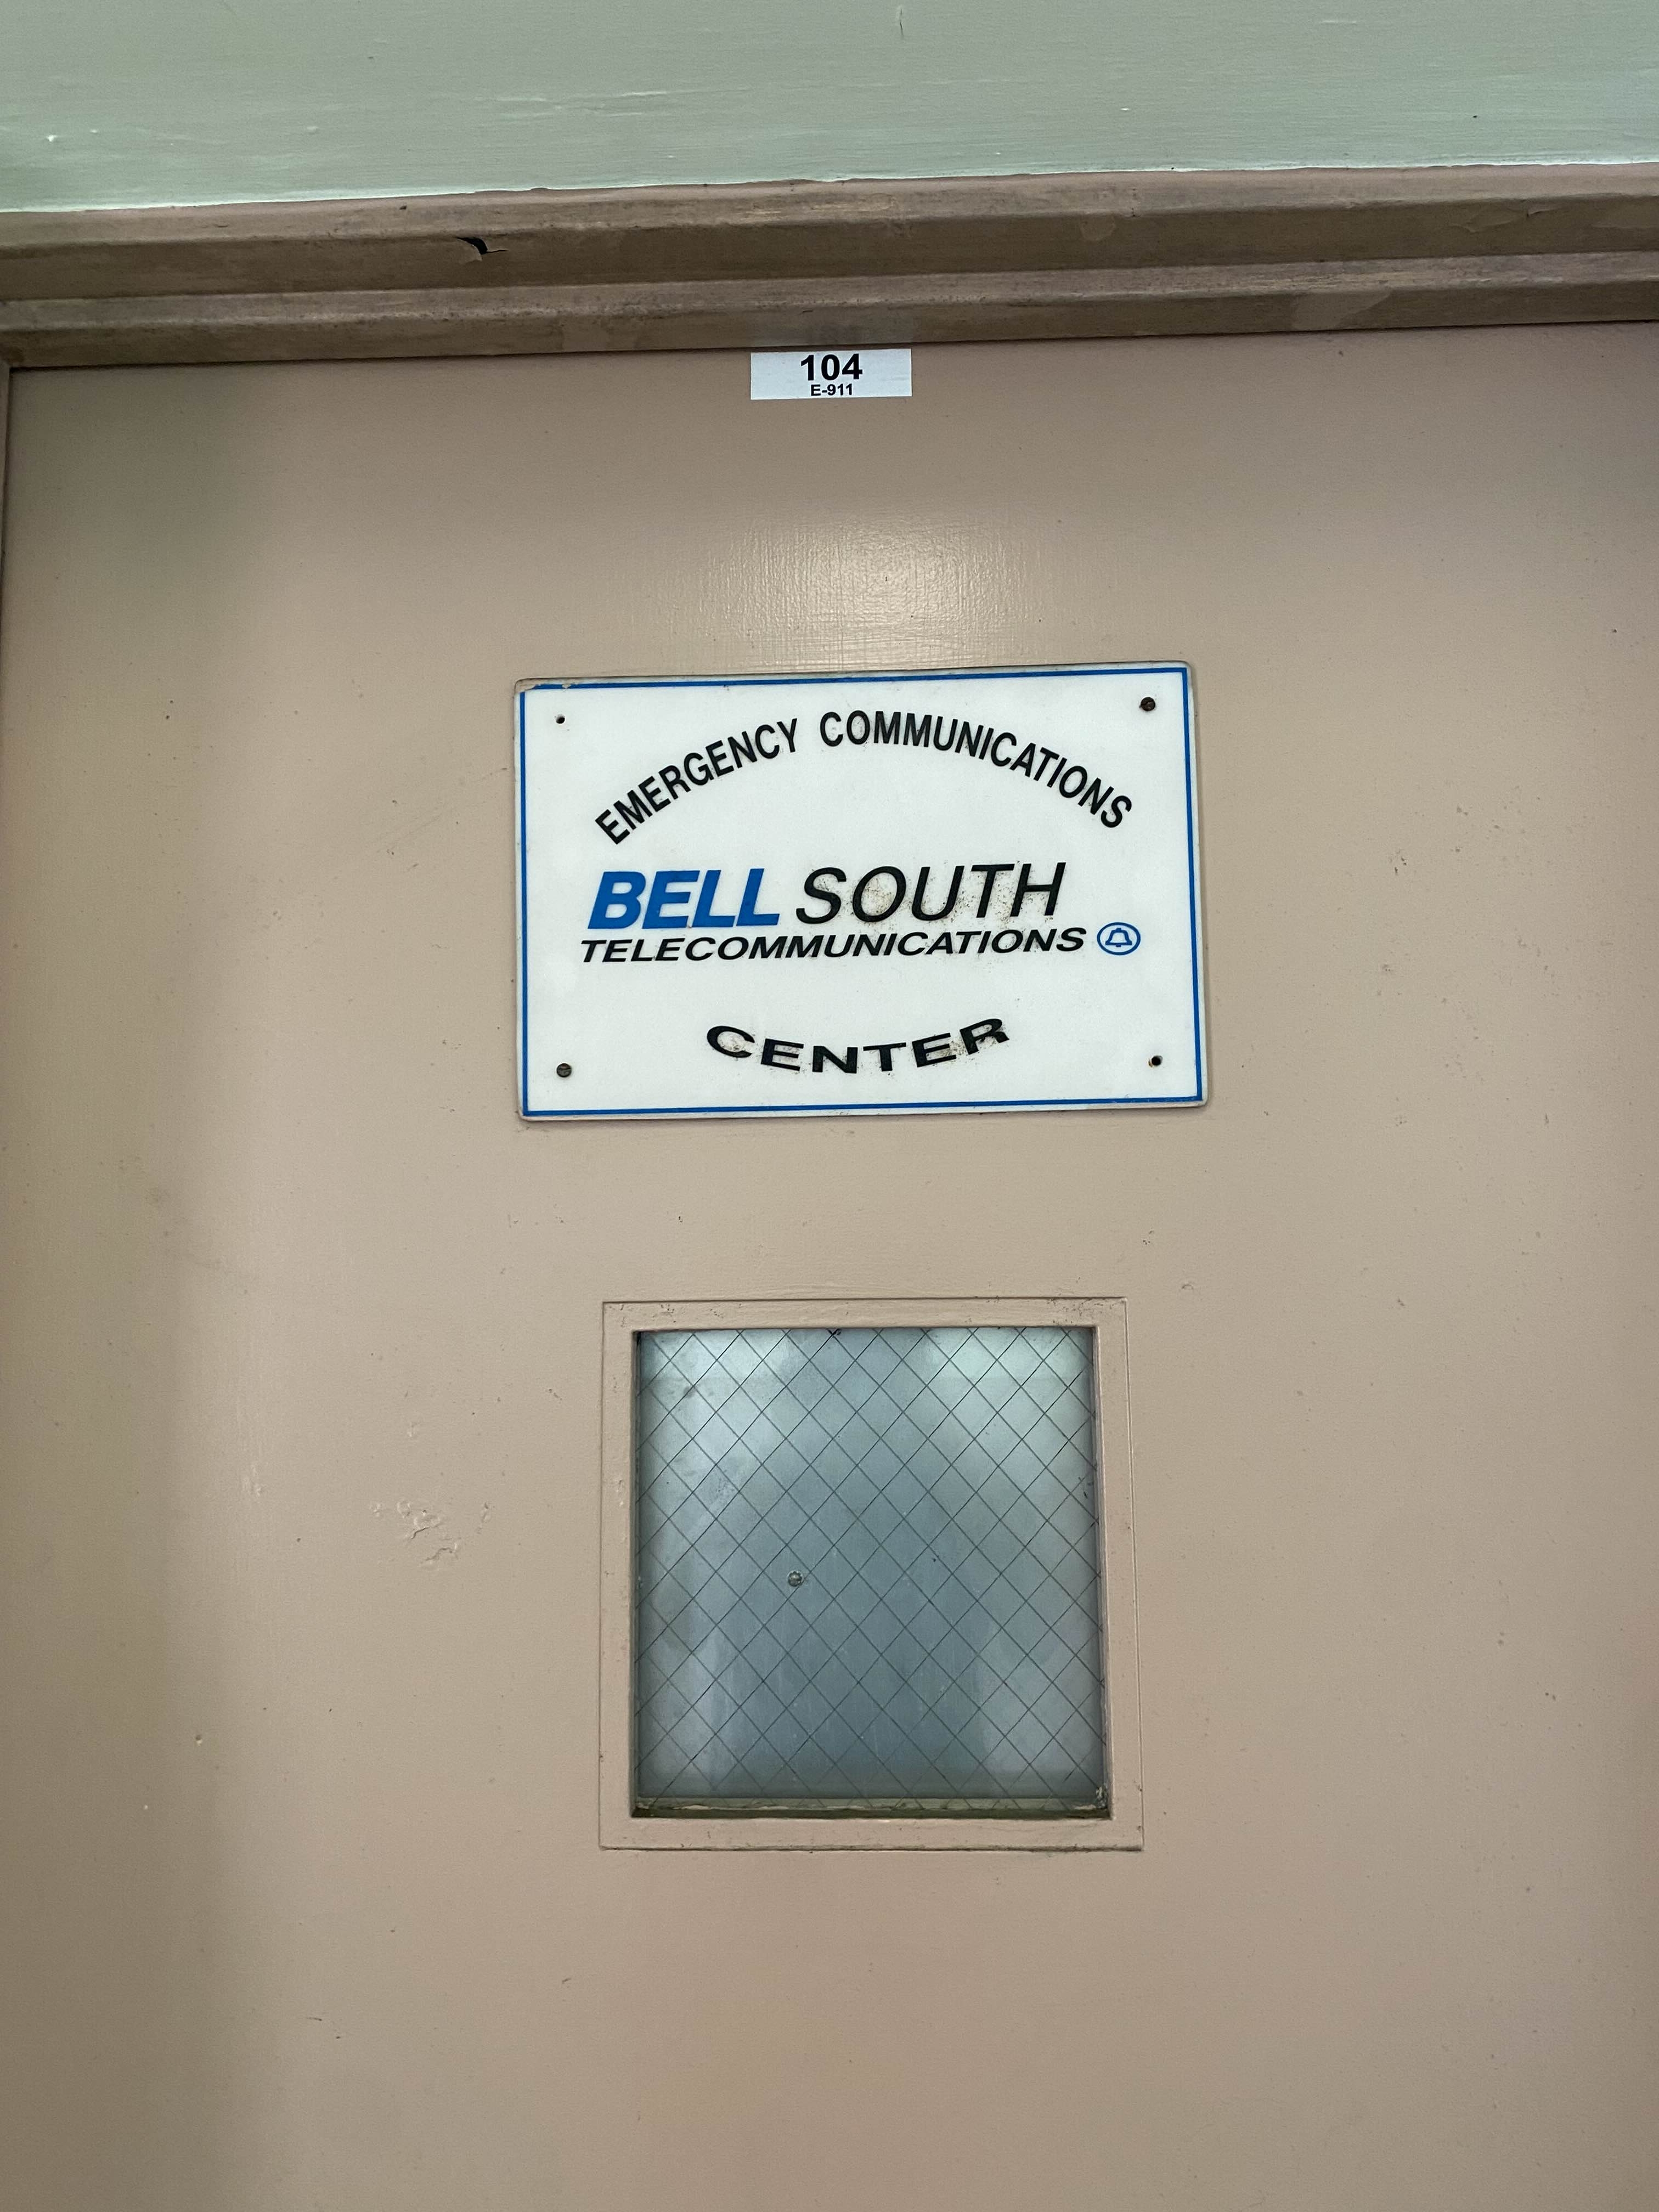 104
E-911
EMERGENCY COMMUNICATIONS
BELL SOUTH
TELECOMMUNICATIONS
CENTER